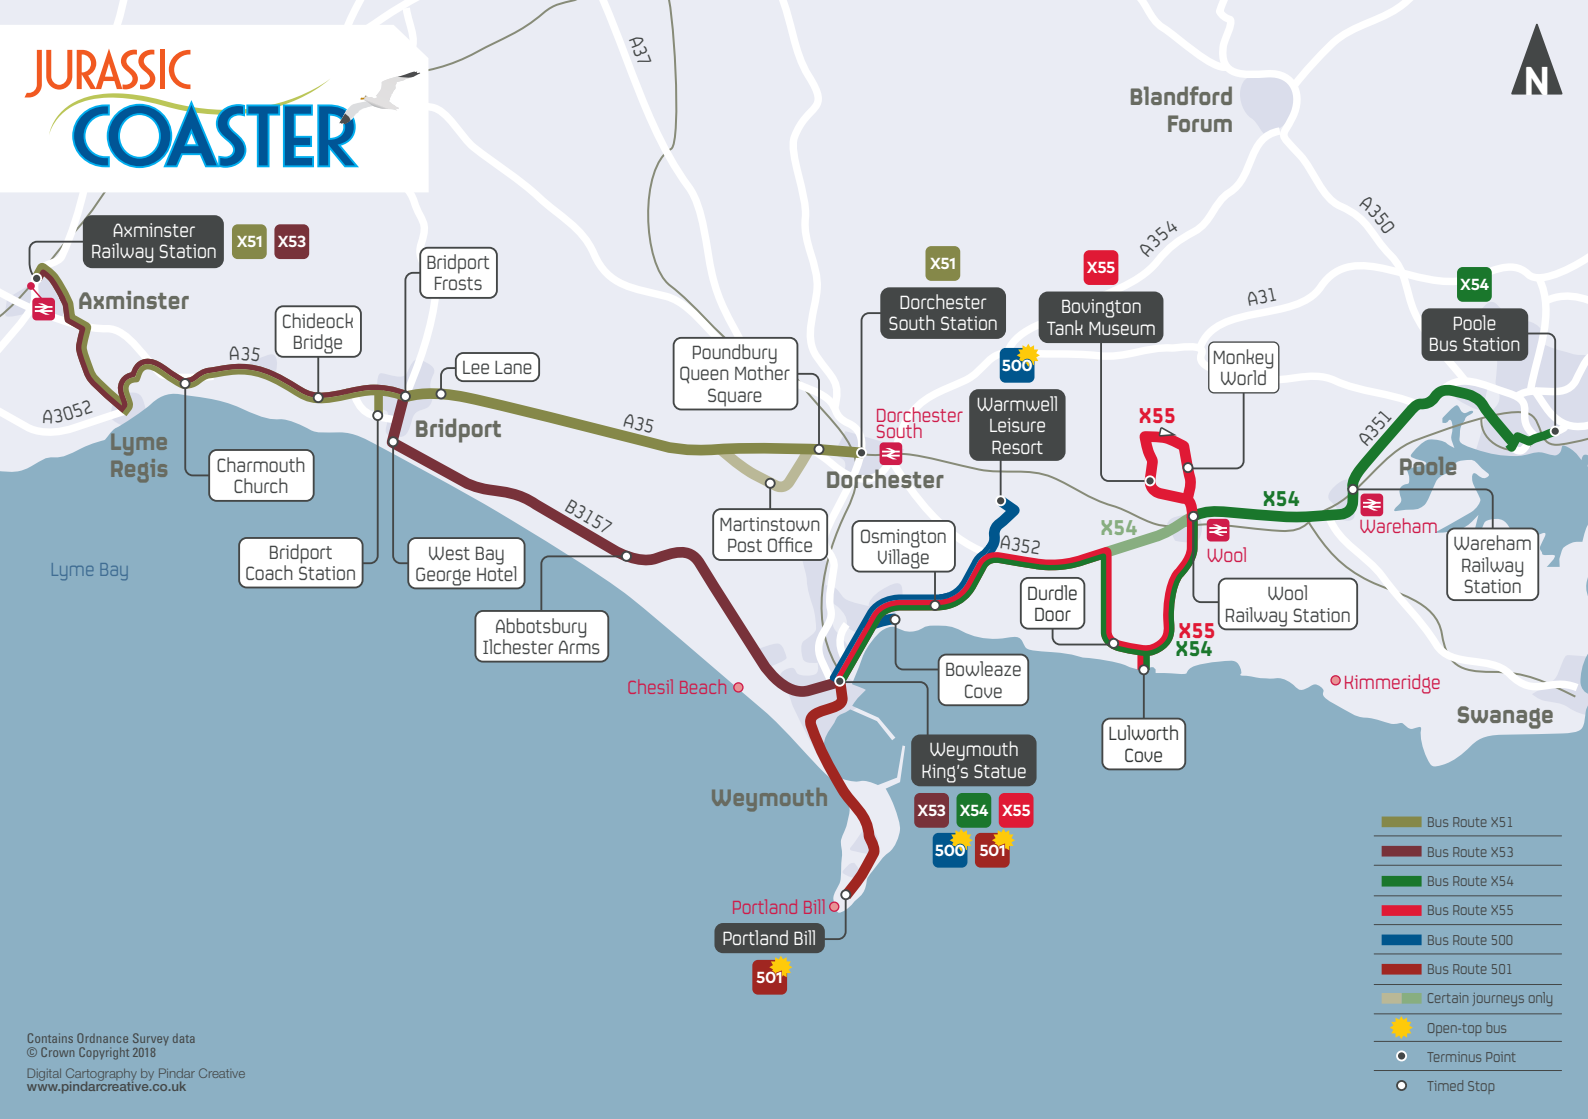 JURASSIC
COASTER
A37
Blandford
Forum
N
A354
A350
Axminster
Railway Station
X51
X53
Axminster
Bridport
Frosts
X51
Dorchester
South Station
X55
Bovington
Tank Museum
A31
X54
Poole
Bus Station
Chideock
Bridge
A35
Lee Lane
Poundbury
Queen Mother
Square
500
Warmwell
Leisure
Resort
Monkey
World
A3052
Lyme
Regis
Bridport
A35
Dorchester
South
Dorchester
X55
A351
Poole
Charmouth
Church
Martinstown
Post Office
B3157
Osmington
Village
A352
X54
X54
Wool
Wareham
Wareham
Railway
Station
Lyme Bay
Bridport
Coach Station
West Bay
George Hotel
Abbotsbury
Ilchester Arms
Durdle
Door
Wool
Railway Station
X55
X54
Chesil Beach
Bowleaze
Cove
Kimmeridge
Swanage
Lulworth
Cove
Weymouth
Weymouth
King's Statue
X53
X54
X55
500
501
Portland Bill
Portland Bill
501
Bus Route X51
Bus Route X53
Bus Route X54
Bus Route X55
Bus Route 500
Bus Route 501
Certain journeys only
Open-top bus
Terminus Point
Timed Stop
Contains Ordnance Survey data
© Crown Copyright 2018
Digital Cartography by Pindar Creative
www.pindarcreative.co.uk